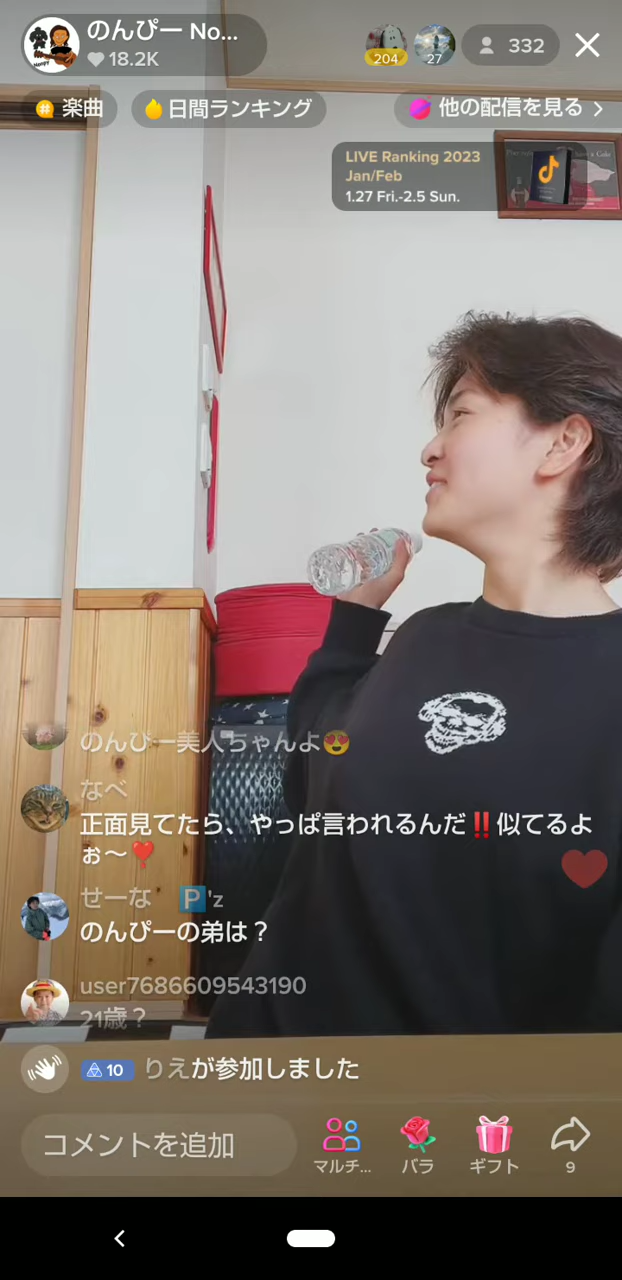 のんぴー No...
18.2K
204
27
332
楽曲
日間ランキング
他の配信を見る
LIVE Ranking 2023
Jan/Feb
1.27 Fri.-2.5 Sun.
のんぴー美人ちゃんよ😍
なべ
正面見てたら、やっぱ言われるんだ‼️似てるよ
ぉ〜❣️
せーな 🅿️'z
のんぴーの弟は？
user7686609543190
21歳？
10 りえが参加しました
コメントを追加
マルチ...
バラ
ギフト
9